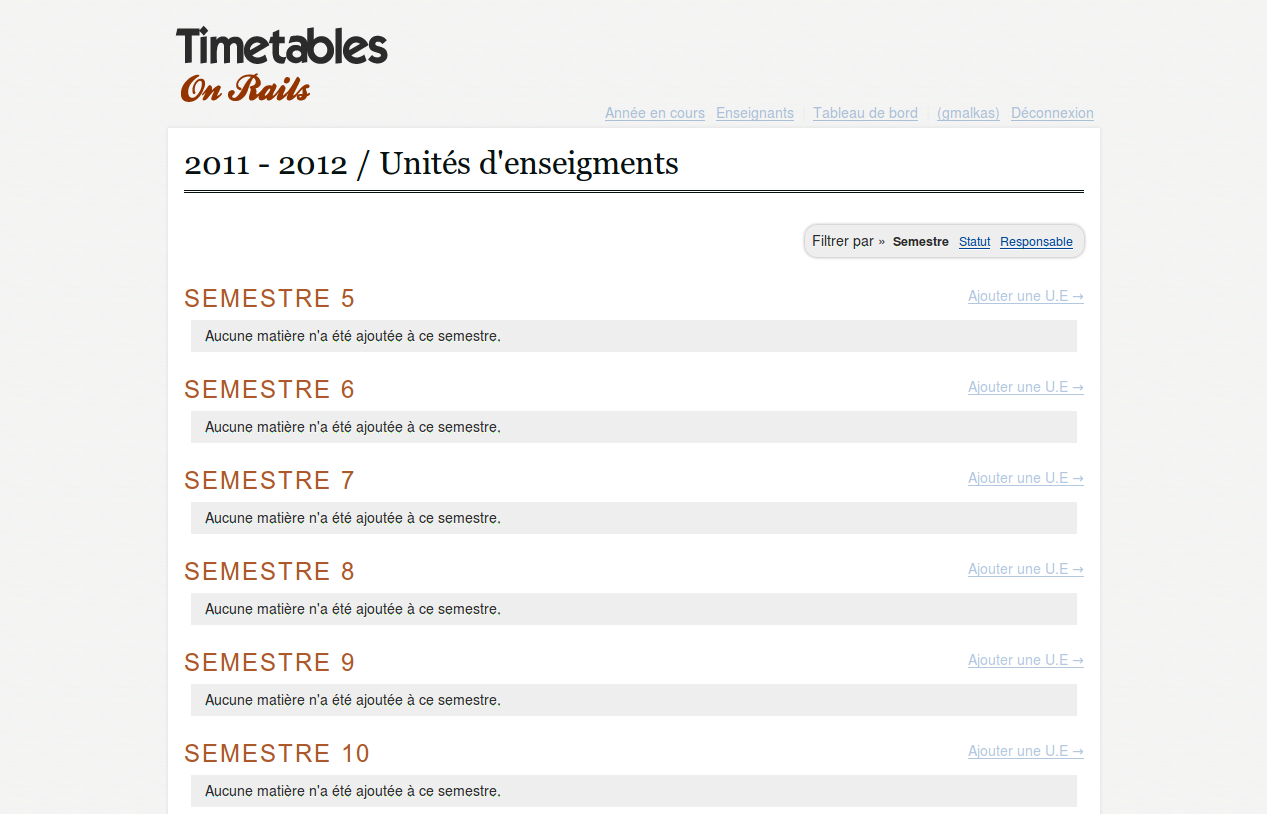 Timetables
On Rails
Année en cours Enseignants Tableau de bord (gmalkas) Déconnexion
2011 - 2012 / Unités d'enseigments
Filtrer par » Semestre Statut Responsable
SEMESTRE 5 Ajouter une U.E →
Aucune matière n'a été ajoutée à ce semestre.
SEMESTRE 6 Ajouter une U.E →
Aucune matière n'a été ajoutée à ce semestre.
SEMESTRE 7 Ajouter une U.E →
Aucune matière n'a été ajoutée à ce semestre.
SEMESTRE 8 Ajouter une U.E →
Aucune matière n'a été ajoutée à ce semestre.
SEMESTRE 9 Ajouter une U.E →
Aucune matière n'a été ajoutée à ce semestre.
SEMESTRE 10 Ajouter une U.E →
Aucune matière n'a été ajoutée à ce semestre.